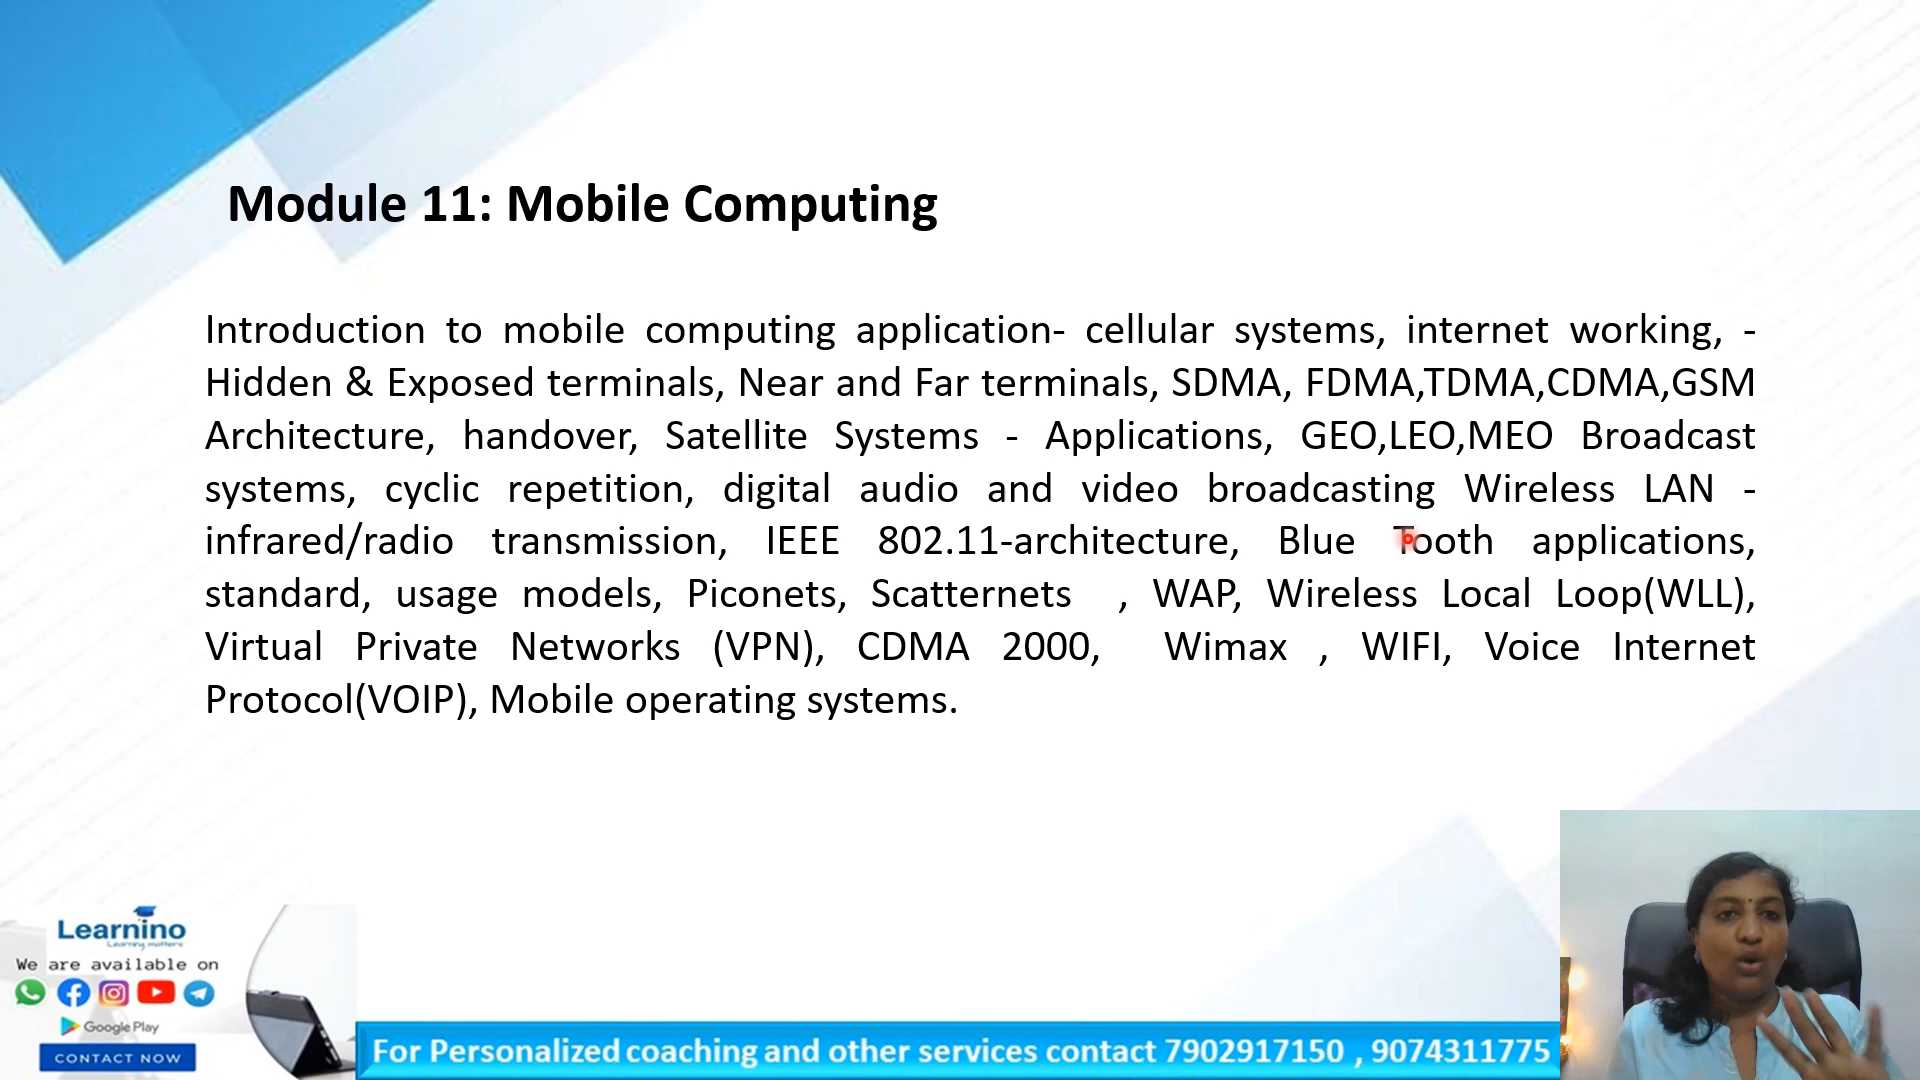 Module 11: Mobile Computing
Introduction to mobile computing application- cellular systems, internet working, -
Hidden & Exposed terminals, Near and Far terminals, SDMA, FDMA,TDMA,CDMA,GSM
Architecture, handover, Satellite Systems - Applications, GEO,LEO,MEO Broadcast
systems, cyclic repetition, digital audio and video broadcasting Wireless LAN -
infrared/radio transmission, IEEE 802.11-architecture, Blue Tooth applications,
standard, usage models, Piconets, Scatternets , WAP, Wireless Local Loop(WLL),
Virtual Private Networks (VPN), CDMA 2000, Wimax , WIFI, Voice Internet
Protocol(VOIP), Mobile operating systems.
Learnino
Learning matters
We are available on
Google Play
CONTACT NOW
For Personalized coaching and other services contact 7902917150 , 9074311775